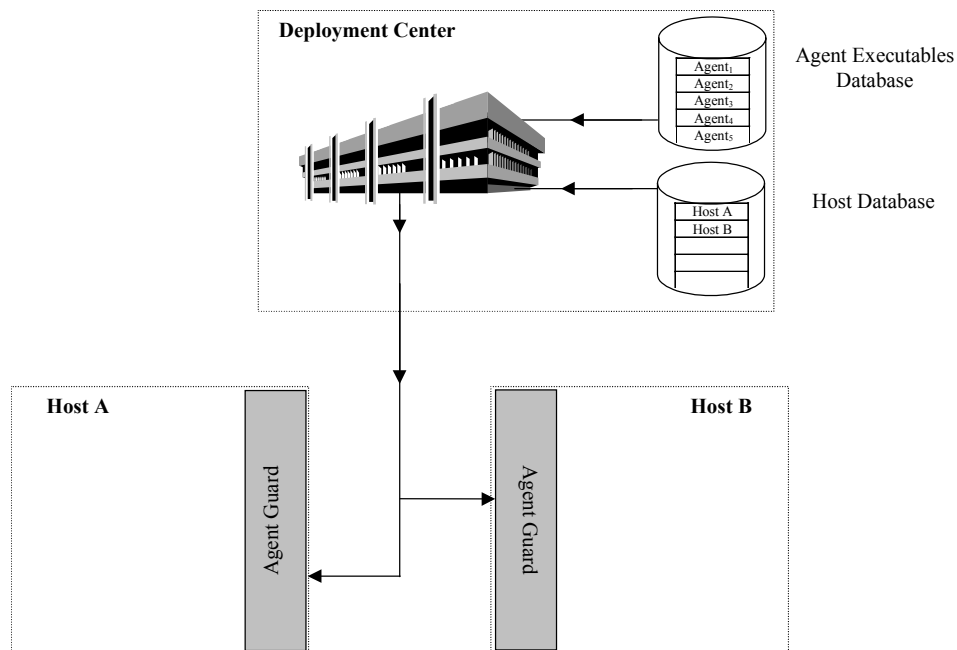 Deployment Center
Agent Executables
Database
Agent₁
Agent₂
Agent₃
Agent₄
Agent₅
Host Database
Host A
Host B
Host A
Agent Guard
Host B
Agent Guard